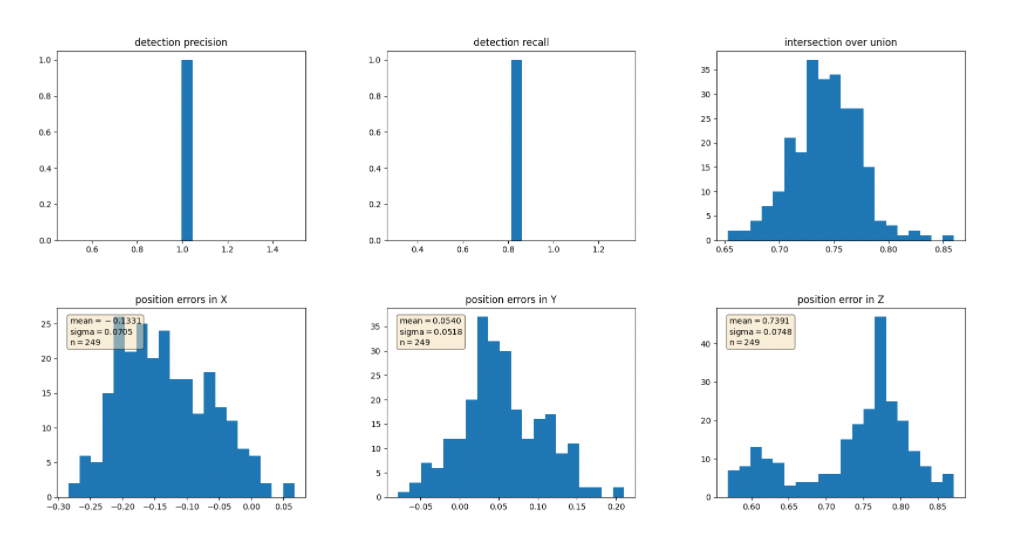 detection precision
1.0
0.8
0.6
0.4
0.2
0.0
0.6 0.8 1.0 1.2 1.4
detection recall
1.0
0.8
0.6
0.4
0.2
0.0
0.4 0.6 0.8 1.0 1.2
intersection over union
35
30
25
20
15
10
5
0
0.65 0.70 0.75 0.80 0.85
position errors in X
mean = −0.1331
sigma = 0.0705
n = 249
25
20
15
10
5
0
−0.30 −0.25 −0.20 −0.15 −0.10 −0.05 0.00 0.05
position errors in Y
mean = 0.0540
sigma = 0.0518
n = 249
35
30
25
20
15
10
5
0
−0.05 0.00 0.05 0.10 0.15 0.20
position error in Z
mean = 0.7391
sigma = 0.0748
n = 249
40
30
20
10
0
0.60 0.65 0.70 0.75 0.80 0.85